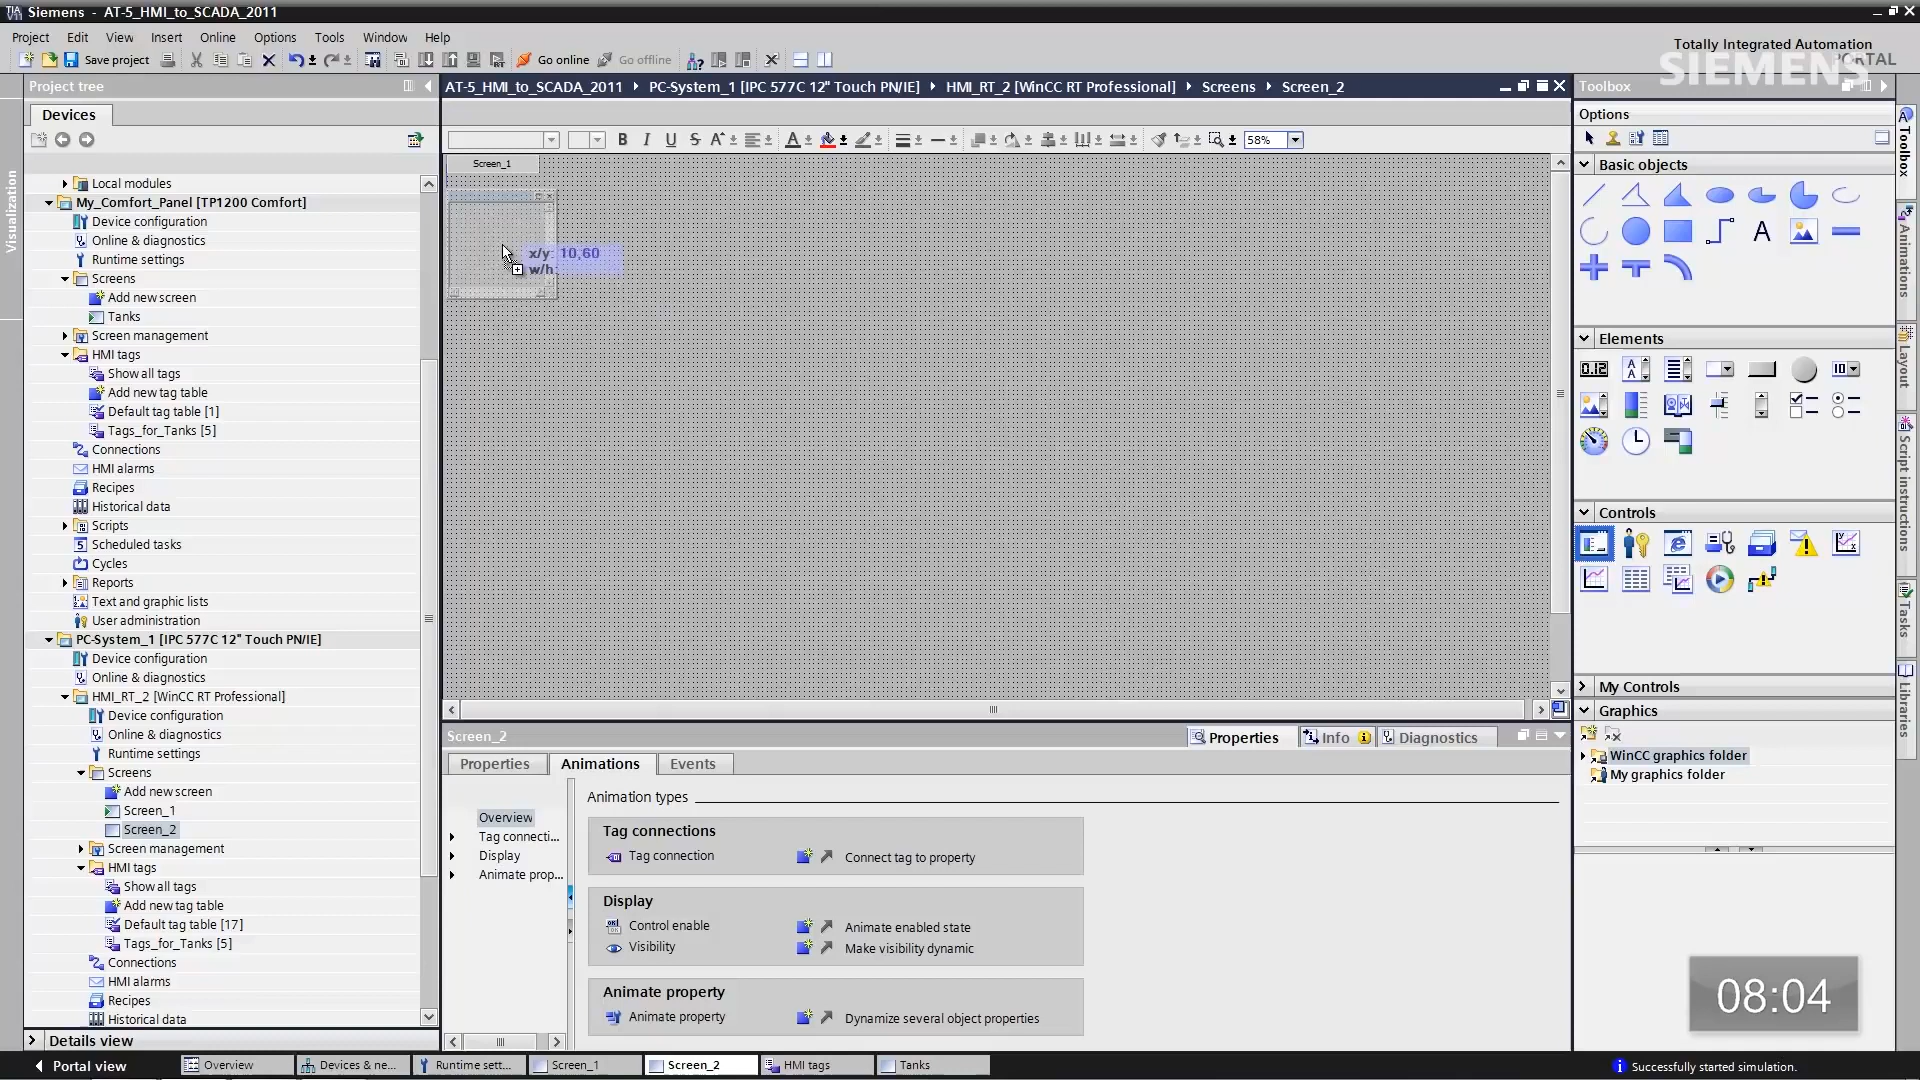 Siemens - AT-5_HMI_to_SCADA_2011
Project Edit View Insert Online Options Tools Window Help
Totally Integrated Automation
PORTAL
SIEMENS
Save project Go online Go offline
Project tree
AT-5_HMI_to_SCADA_2011 PC-System_1 [IPC 577C 12" Touch PN/IE] HMI_RT_2 [WinCC RT Professional] Screens Screen_2
Toolbox
Devices
Options
58%
Visualization
Screen_1
x/y: 10,60
w/h:
Local modules
My_Comfort_Panel [TP1200 Comfort]
Device configuration
Online & diagnostics
Runtime settings
Screens
Add new screen
Tanks
Screen management
HMI tags
Show all tags
Add new tag table
Default tag table [1]
Tags_for_Tanks [5]
Connections
HMI alarms
Recipes
Historical data
Scripts
Scheduled tasks
Cycles
Reports
Text and graphic lists
User administration
PC-System_1 [IPC 577C 12" Touch PN/IE]
Device configuration
Online & diagnostics
HMI_RT_2 [WinCC RT Professional]
Device configuration
Online & diagnostics
Runtime settings
Screens
Add new screen
Screen_1
Screen_2
Screen management
HMI tags
Show all tags
Add new tag table
Default tag table [17]
Tags_for_Tanks [5]
Connections
HMI alarms
Recipes
Historical data
Details view
Screen_2
Properties Info Diagnostics
Properties Animations Events
Overview
Tag connecti...
Display
Animate prop...
Animation types
Tag connections
Tag connection Connect tag to property
Display
Control enable Animate enabled state
Visibility Make visibility dynamic
Animate property
Animate property Dynamize several object properties
Basic objects
Elements
Controls
My Controls
Graphics
WinCC graphics folder
My graphics folder
Toolbox
Animations
Layout
Script instructions
Tasks
Libraries
08:04
Portal view Overview Devices & ne... Runtime sett... Screen_1 Screen_2 HMI tags Tanks
Successfully started simulation.